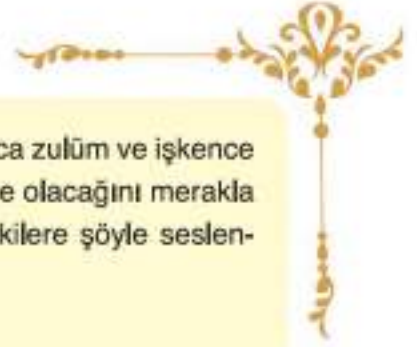 ca zulüm ve işkence
e olacağını merakla
kilere şöyle seslen-